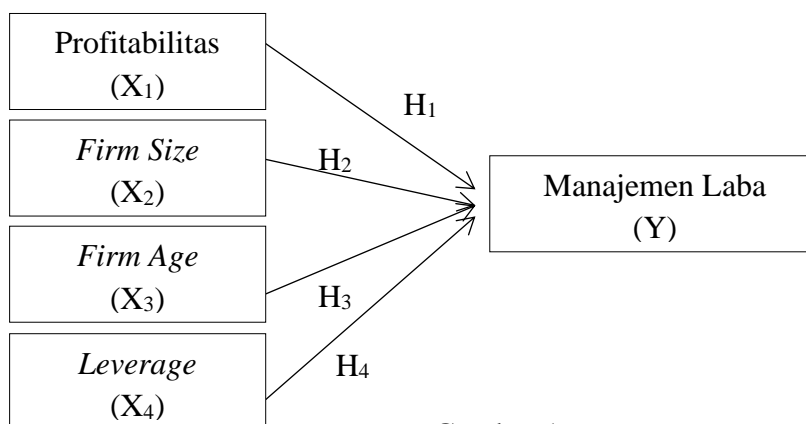 Profitabilitas
(X₁)
H₁
Firm Size
(X₂)
H₂
Manajemen Laba
(Y)
Firm Age
(X₃)
H₃
Leverage
(X₄)
H₄